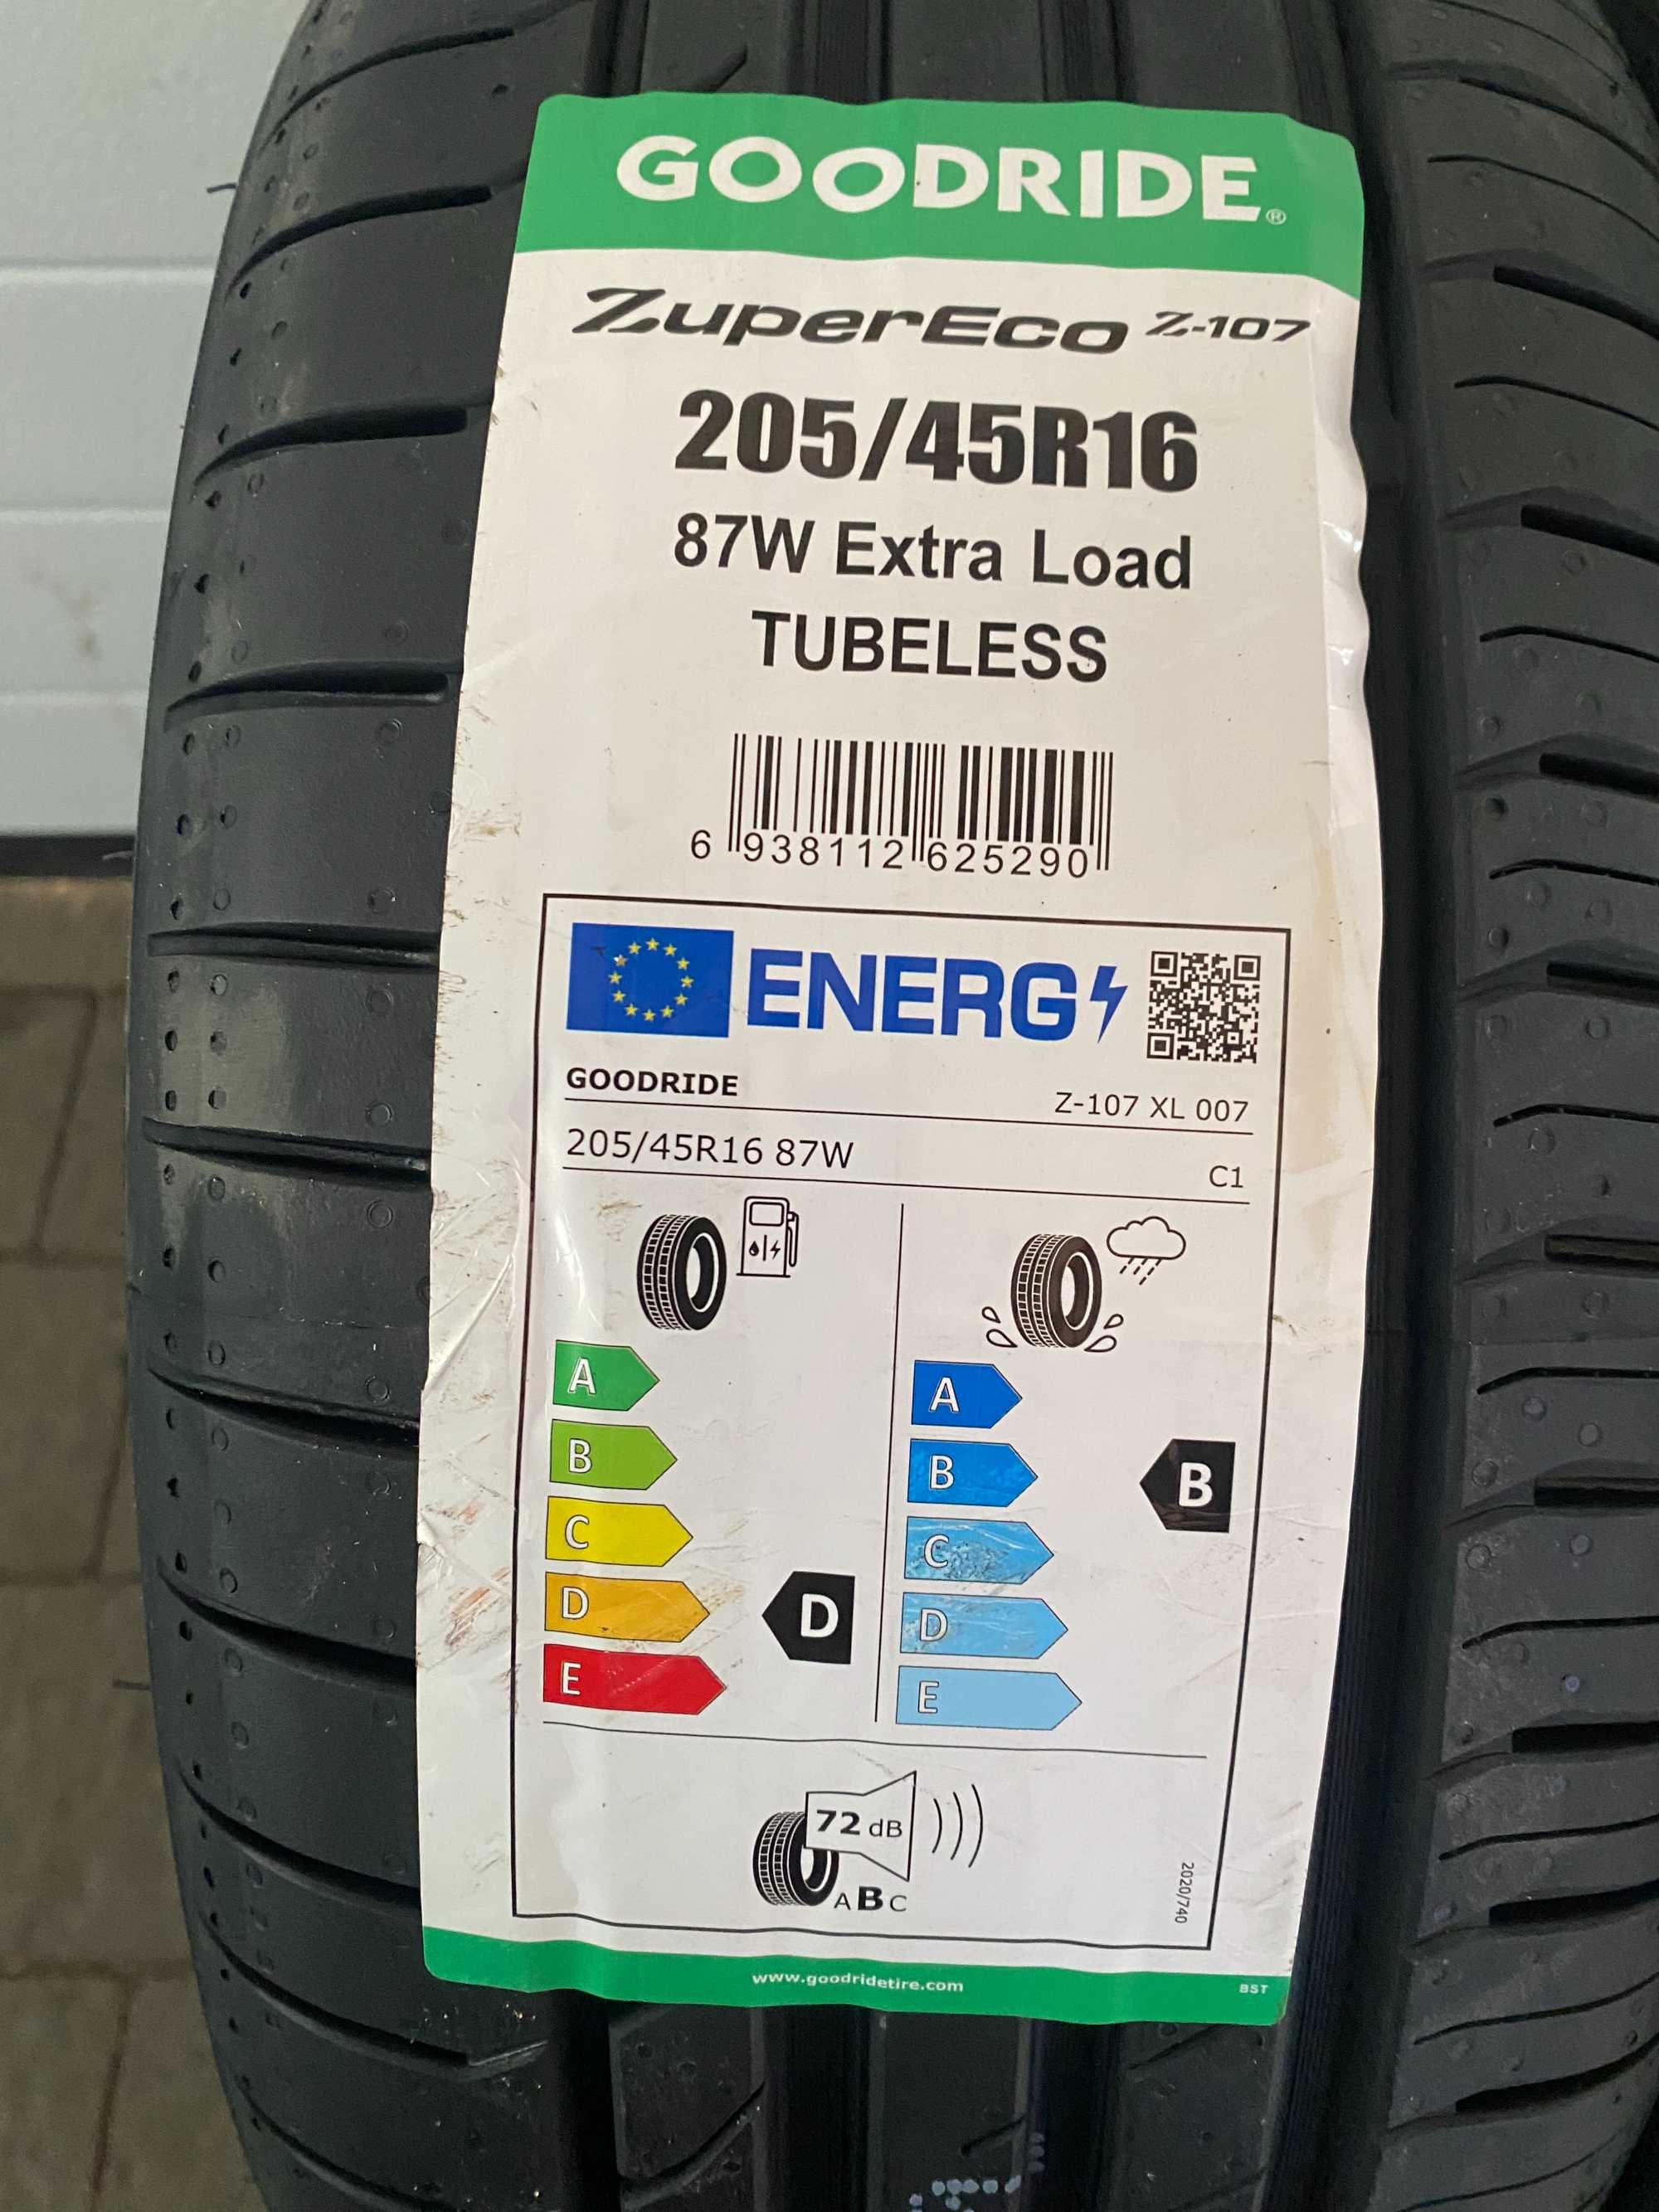 GOODRIDE®
ZuperEco Z-107
205/45R16
87W Extra Load
TUBELESS
6 938112 625290
ENERG
GOODRIDE
Z-107 XL 007
205/45R16 87W
C1
A
B
C
D
E
D
A
B
C
D
E
B
72 dB
ABC
2020/740
www.goodridetire.com
BST